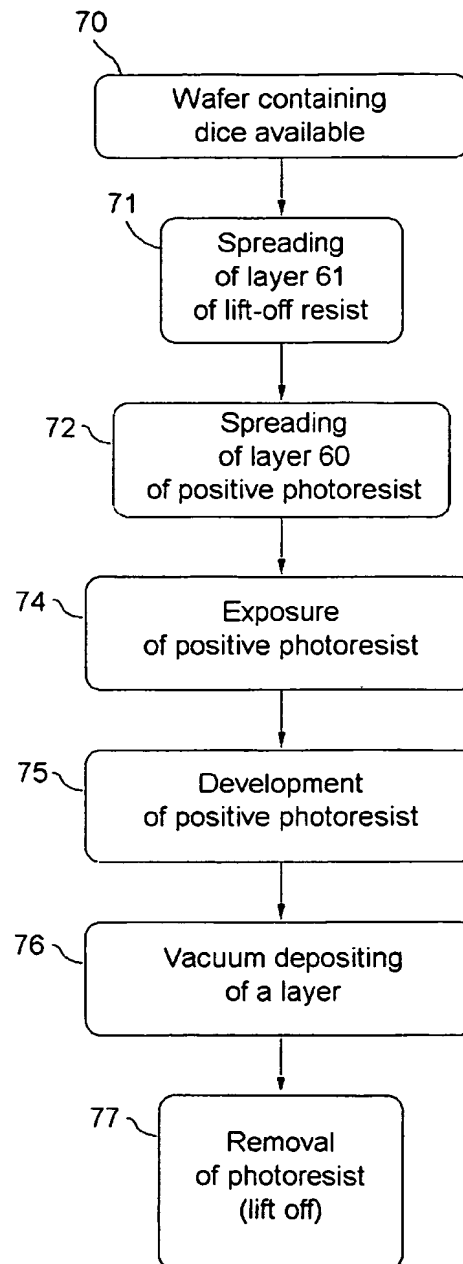 70
Wafer containing
dice available
71
Spreading
of layer 61
of lift-off resist
72
Spreading
of layer 60
of positive photoresist
74
Exposure
of positive photoresist
75
Development
of positive photoresist
76
Vacuum depositing
of a layer
77
Removal
of photoresist
(lift off)